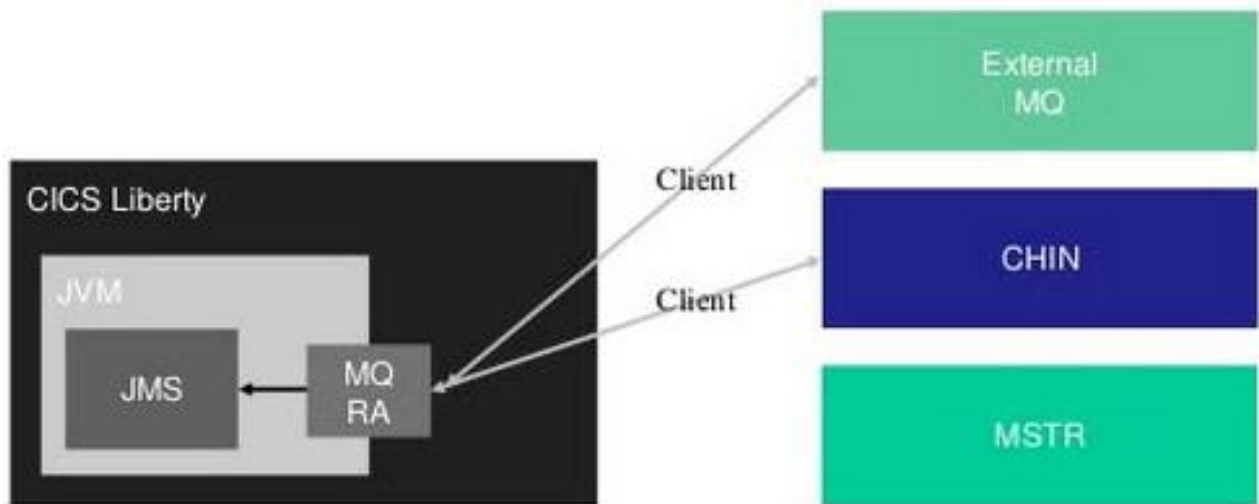 External
MQ
Client
CICS Liberty
CHIN
JVM
Client
MQ
RA
JMS
MSTR